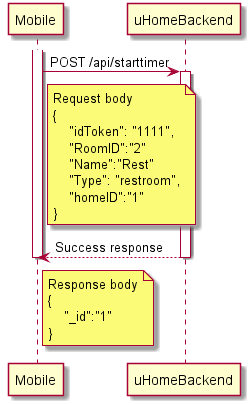 Mobile
uHomeBackend
POST /api/starttimer
Request body
{
"idToken": "1111",
"RoomID":"2"
"Name":"Rest"
"Type": "restroom",
"homeID":"1"
}
Success response
Response body
{
"_id":"1"
}
Mobile
uHomeBackend